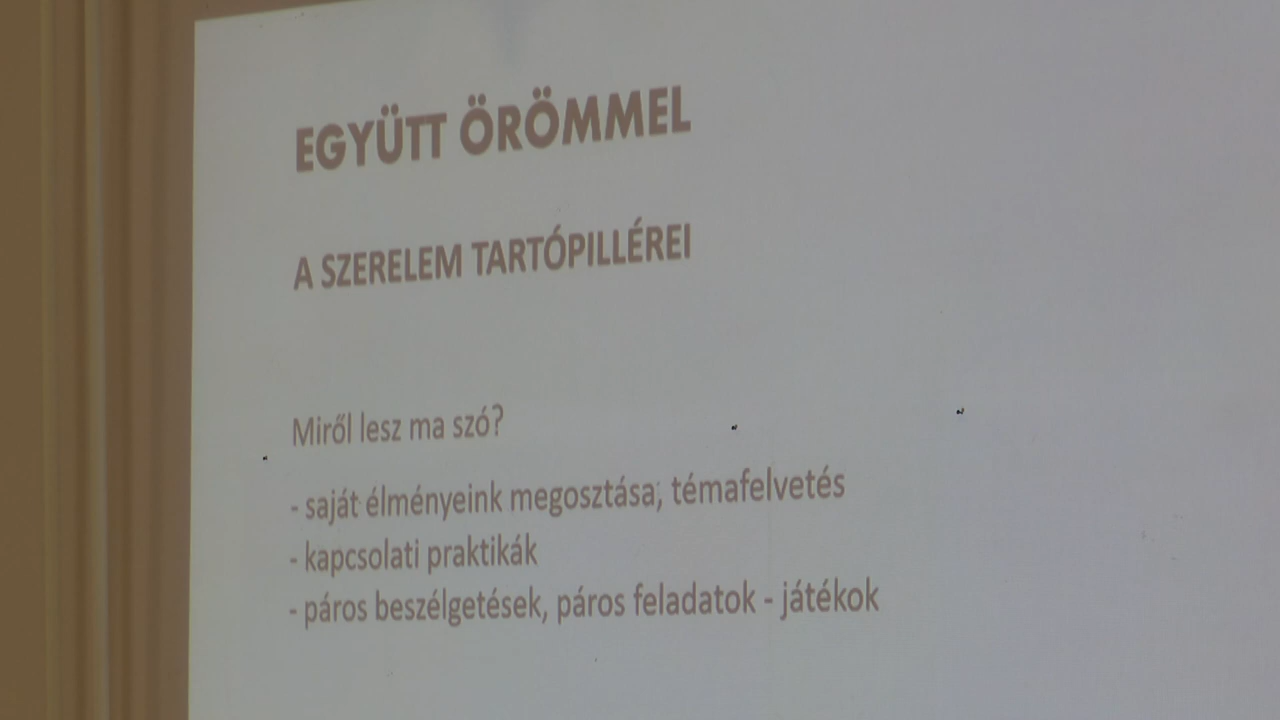 EGYÜTT ÖRÖMMEL
A SZERELEM TARTÓPILLÉREI
Miről lesz ma szó?
- saját élményeink megosztása, témafelvetés
- kapcsolati praktikák
- páros beszélgetések, páros feladatok - játékok